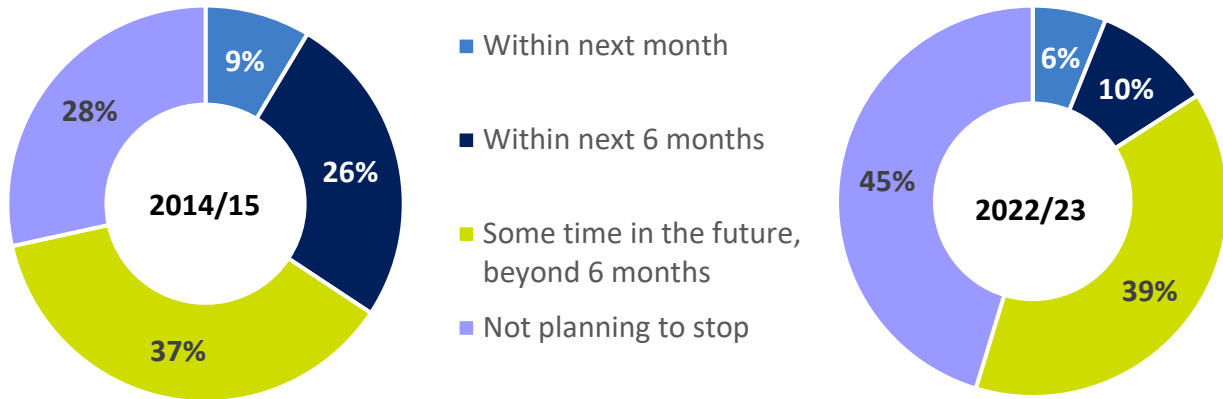 9%
26%
37%
28%
2014/15
Within next month
Within next 6 months
Some time in the future,
beyond 6 months
Not planning to stop
6%
10%
39%
45%
2022/23